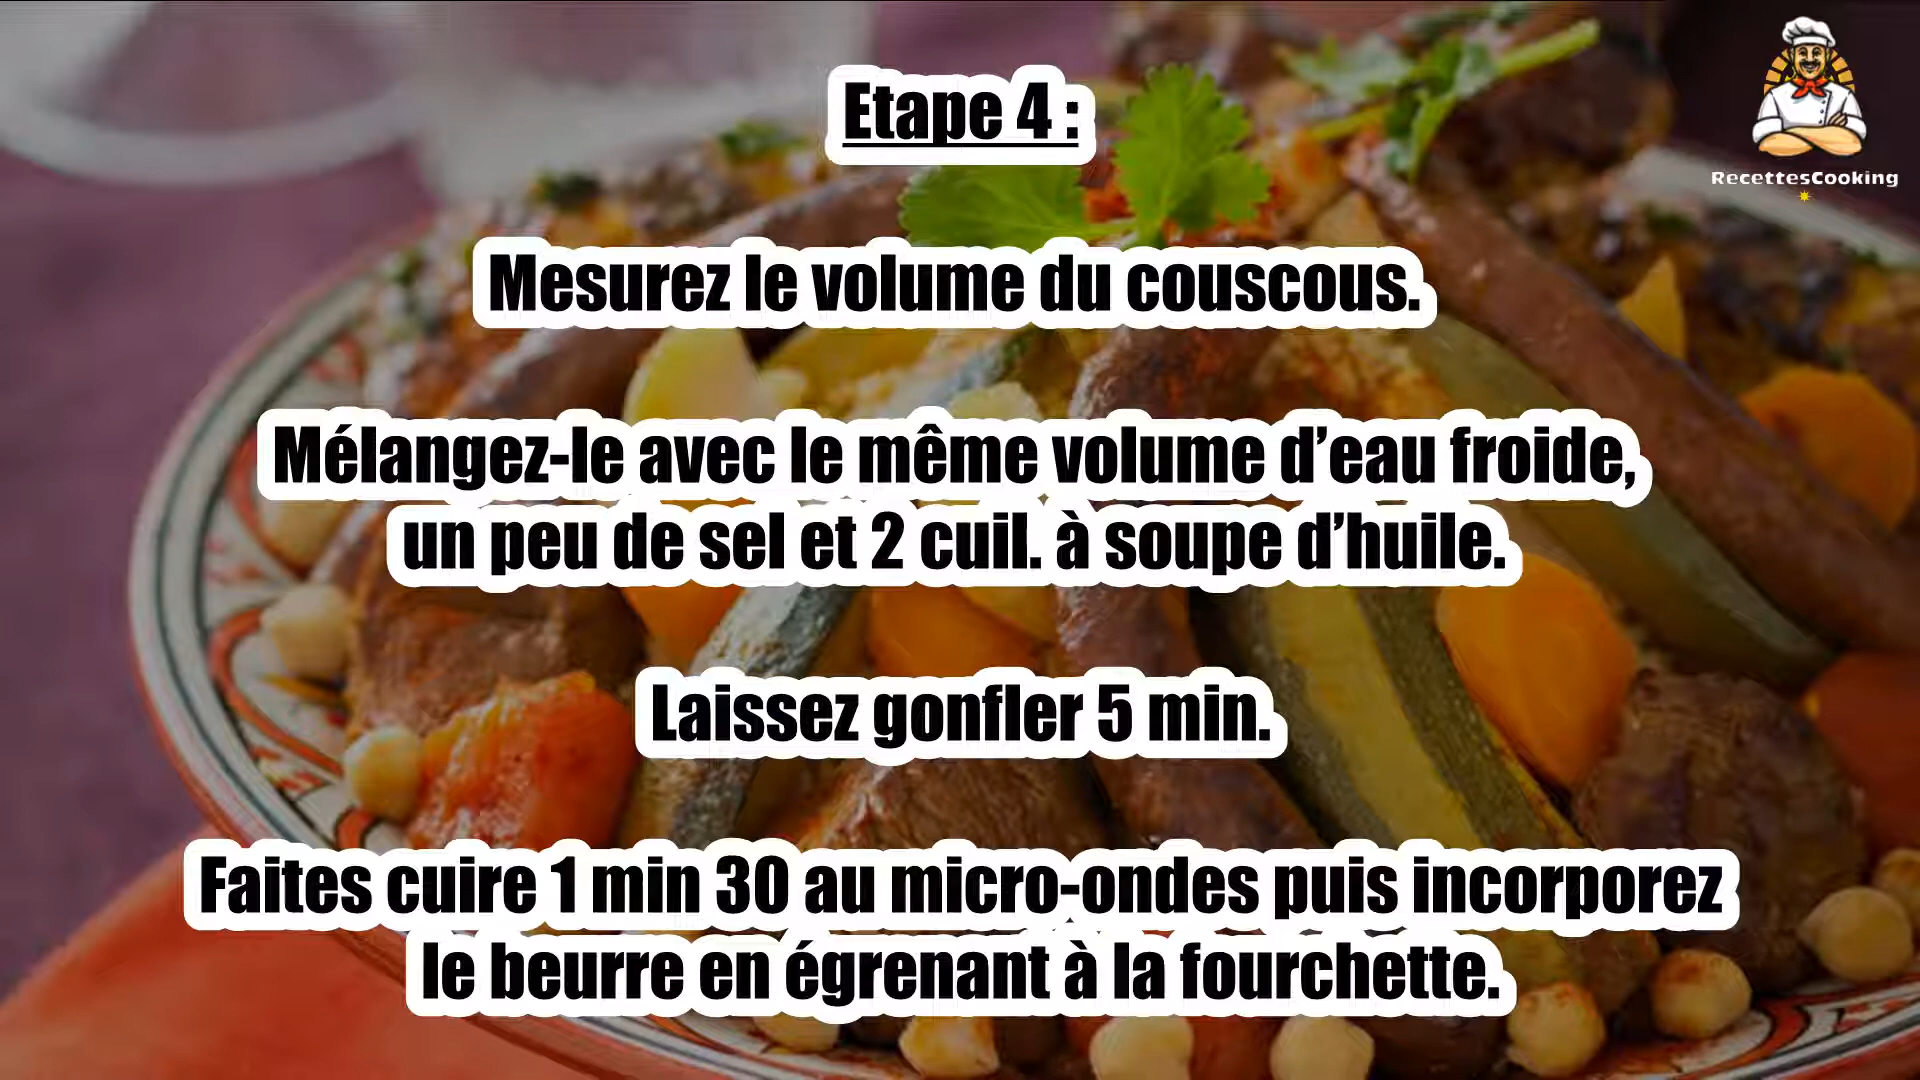 Etape 4 :
RecettesCooking
Mesurez le volume du couscous.
Mélangez-le avec le même volume d’eau froide,
un peu de sel et 2 cuil. à soupe d’huile.
Laissez gonfler 5 min.
Faites cuire 1 min 30 au micro-ondes puis incorporez
le beurre en égrenant à la fourchette.